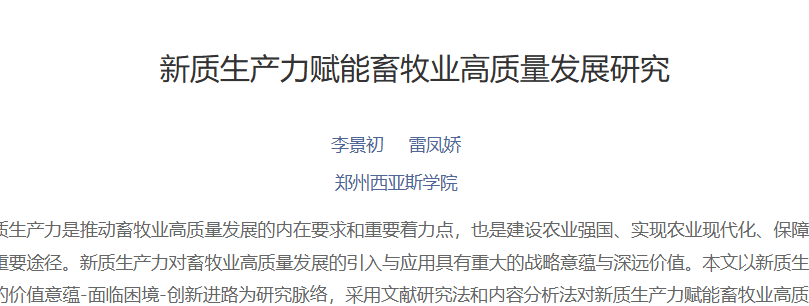 新质生产力赋能畜牧业高质量发展研究
李景初 雷凤娇
郑州西亚斯学院
质生产力是推动畜牧业高质量发展的内在要求和重要着力点，也是建设农业强国、实现农业现代化、保障
重要途径。新质生产力对畜牧业高质量发展的引入与应用具有重大的战略意蕴与深远价值。本文以新质生
的价值意蕴-面临困境-创新进路为研究脉络，采用文献研究法和内容分析法对新质生产力赋能畜牧业高质